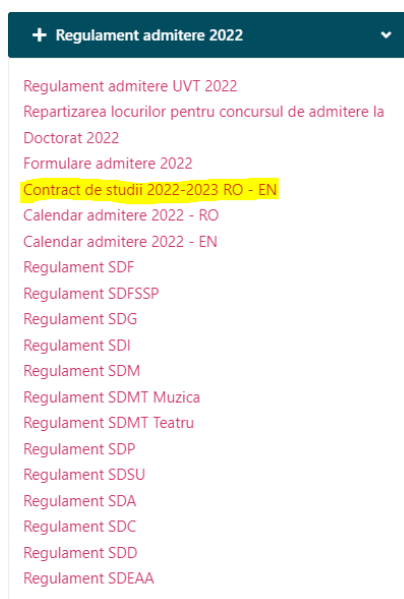 + Regulament admitere 2022
Regulament admitere UVT 2022
Repartizarea locurilor pentru concursul de admitere la
Doctorat 2022
Formulare admitere 2022
Contract de studii 2022-2023 RO - EN
Calendar admitere 2022 - RO
Calendar admitere 2022 - EN
Regulament SDF
Regulament SDFSSP
Regulament SDG
Regulament SDI
Regulament SDM
Regulament SDMT Muzica
Regulament SDMT Teatru
Regulament SDP
Regulament SDSU
Regulament SDA
Regulament SDC
Regulament SDD
Regulament SDEAA